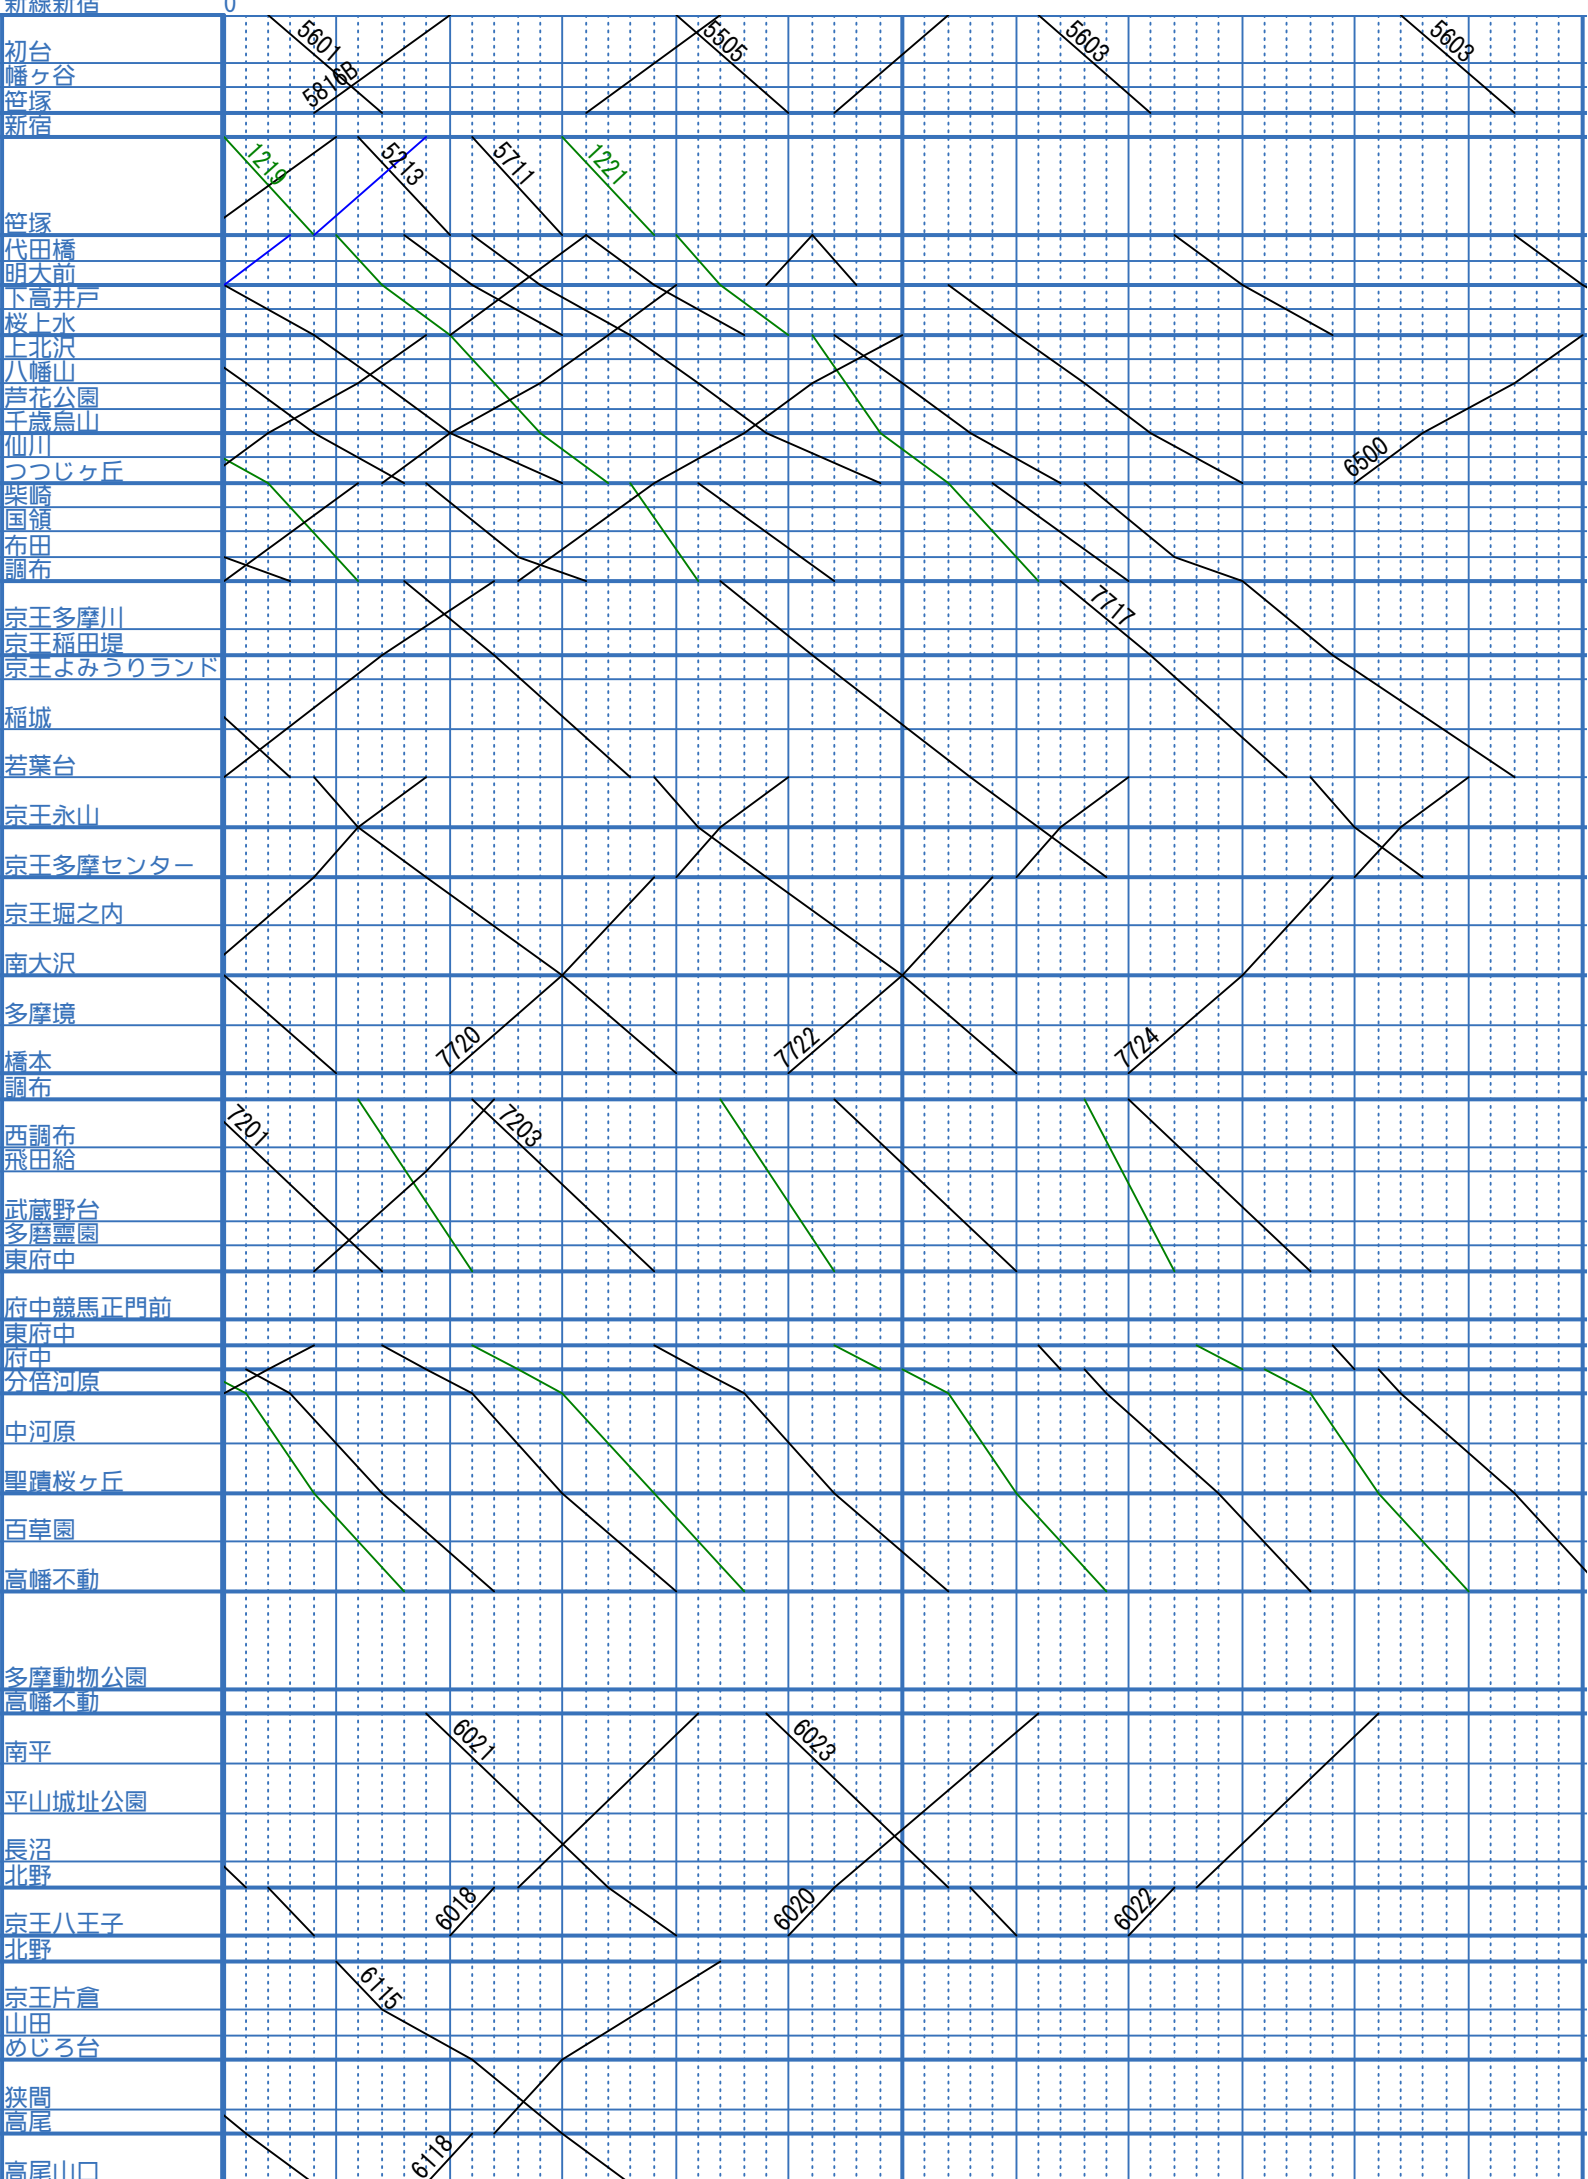 新線新宿 0
初台
幡ヶ谷
笹塚
新宿
笹塚
代田橋
明大前
下高井戸
桜上水
上北沢
八幡山
芦花公園
千歳烏山
仙川
つつじヶ丘
柴崎
国領
布田
調布
京王多摩川
京王稲田堤
京王よみうりランド
稲城
若葉台
京王永山
京王多摩センター
京王堀之内
南大沢
多摩境
橋本
調布
西調布
飛田給
武蔵野台
多磨霊園
東府中
府中競馬正門前
東府中
府中
分倍河原
中河原
聖蹟桜ヶ丘
百草園
高幡不動
多摩動物公園
高幡不動
南平
平山城址公園
長沼
北野
京王八王子
北野
京王片倉
山田
めじろ台
狭間
高尾
高尾山口
5601
5816B
5505
5603
5603
1219
5213
5711
1221
6500
7717
7720
7722
7724
7201
7203
6021
6023
6018
6020
6022
6115
6118